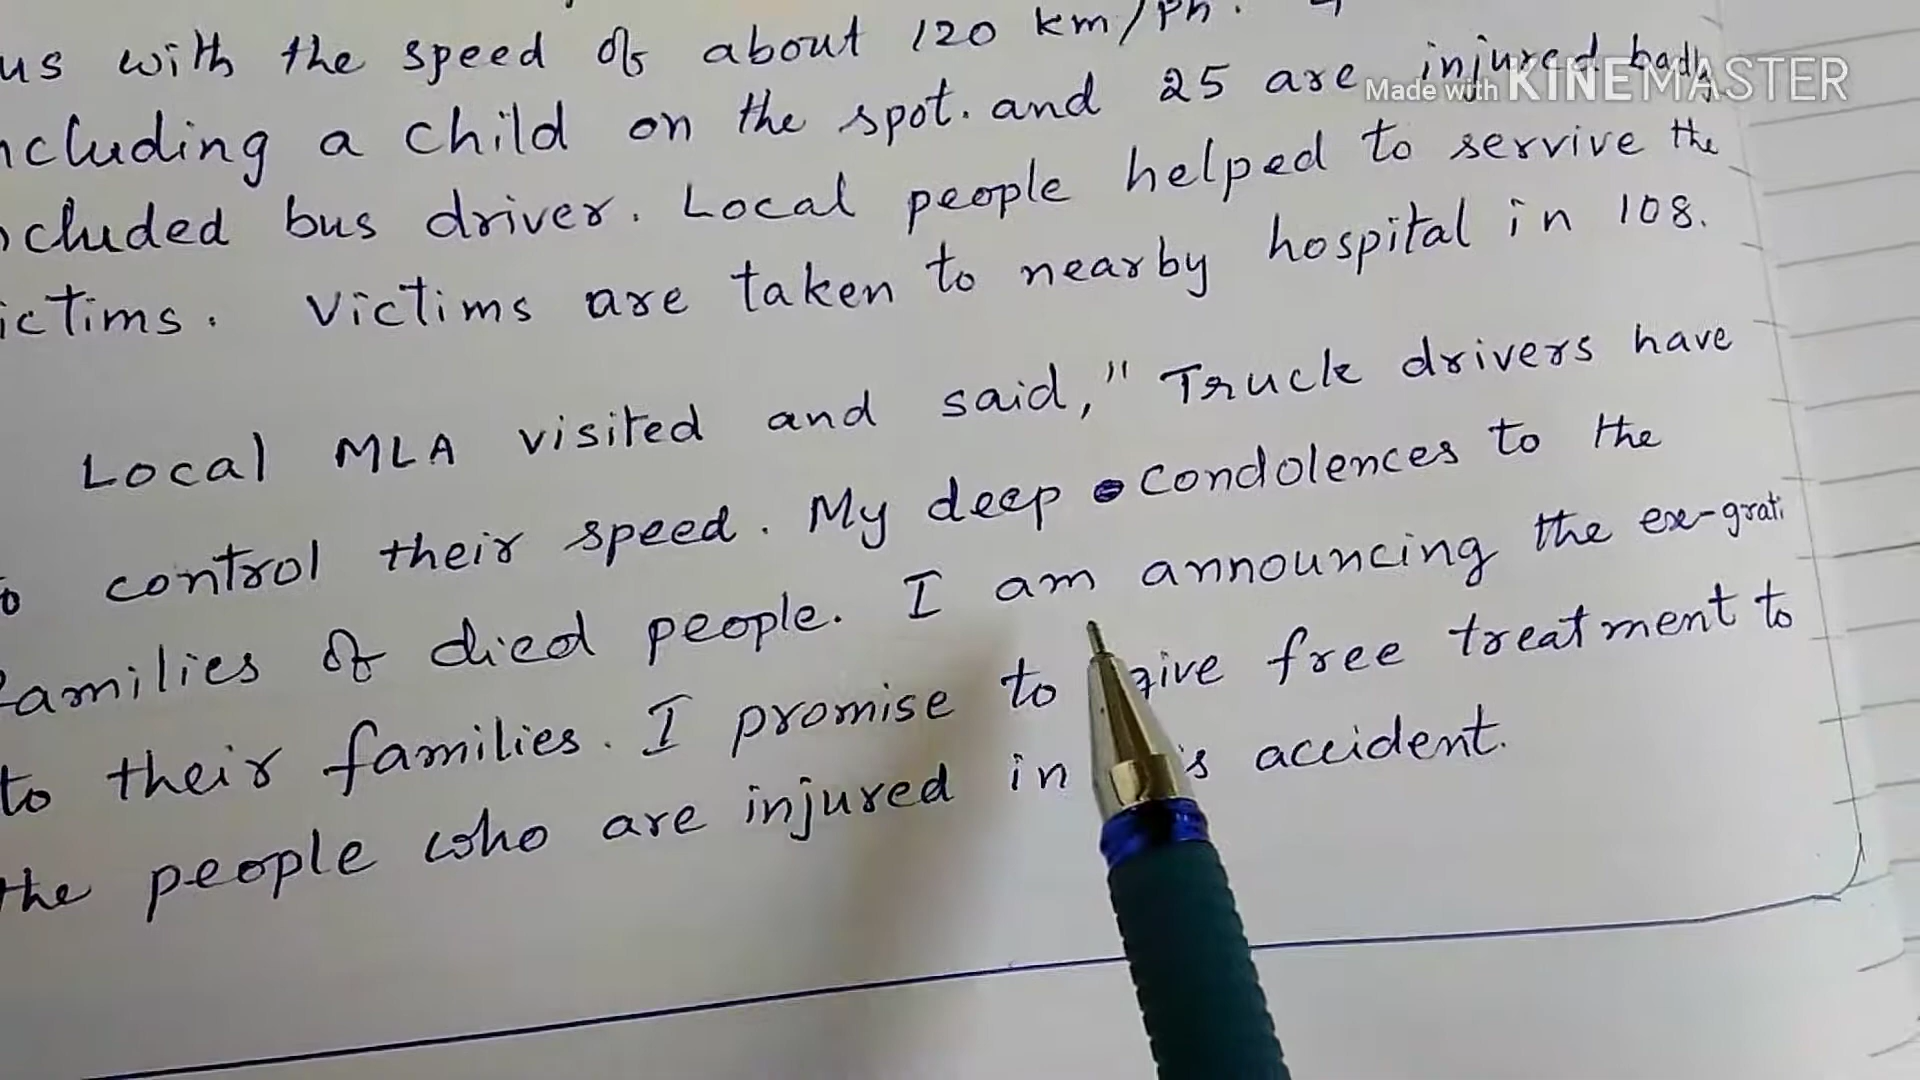 us with the speed of about 120 km/ph.
ncluding a child on the spot. and 25 are injured badly
ncluded bus driver. Local people helped to servive the
ictims. Victims are taken to nearby hospital in 108.
Local MLA visited and said," Truck drivers have
to control their speed. My deep condolences to the
families of died people. I am announcing the ex-grati
to their families. I promise to give free treatment to
the people who are injured in accident.
Made with KINEMASTER